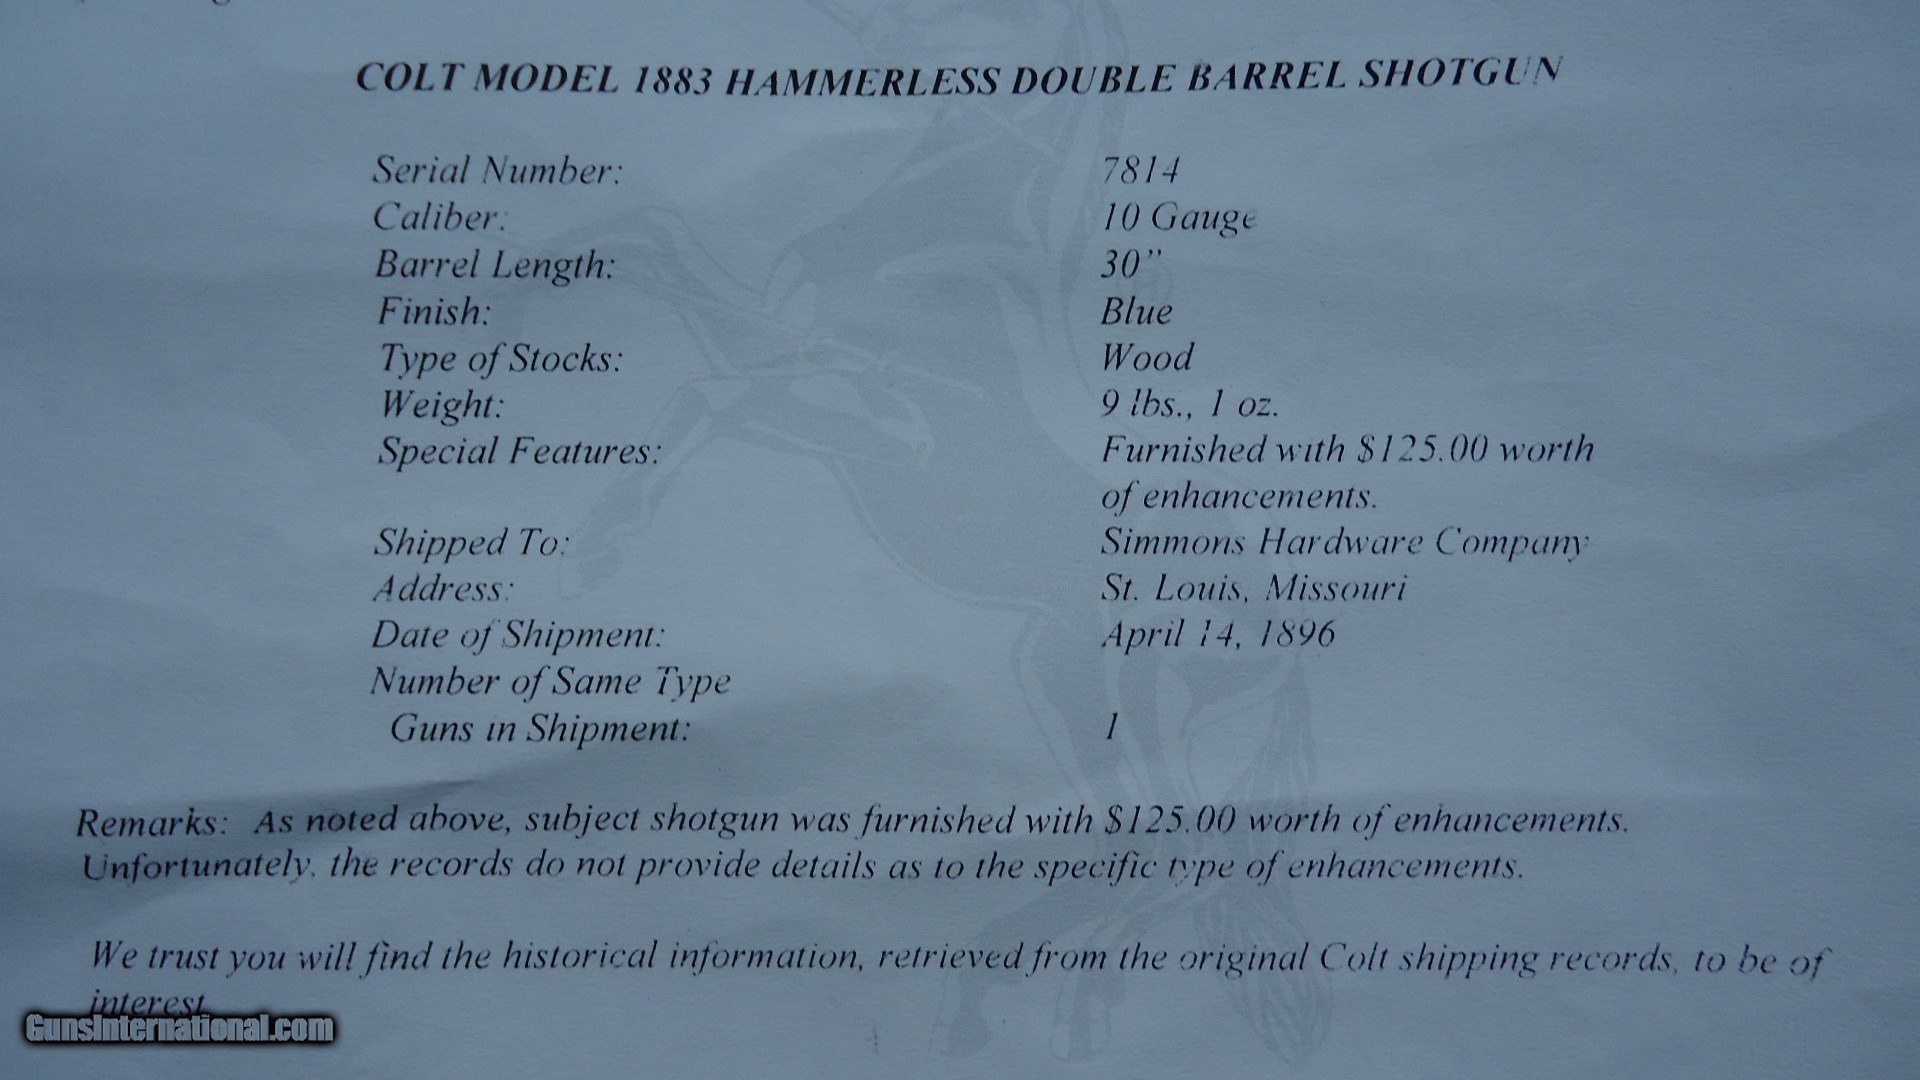 COLT MODEL 1883 HAMMERLESS DOUBLE BARREL SHOTGUN
Serial Number: 7814
Caliber: 10 Gauge
Barrel Length: 30”
Finish: Blue
Type of Stocks: Wood
Weight: 9 lbs., 1 oz.
Special Features: Furnished with $125.00 worth
of enhancements.
Shipped To: Simmons Hardware Company
Address: St. Louis, Missouri
Date of Shipment: April 14, 1896
Number of Same Type
Guns in Shipment: 1
Remarks: As noted above, subject shotgun was furnished with $125.00 worth of enhancements.
Unfortunately, the records do not provide details as to the specific type of enhancements.
We trust you will find the historical information, retrieved from the original Colt shipping records, to be of
interest.
GunsInternational.com